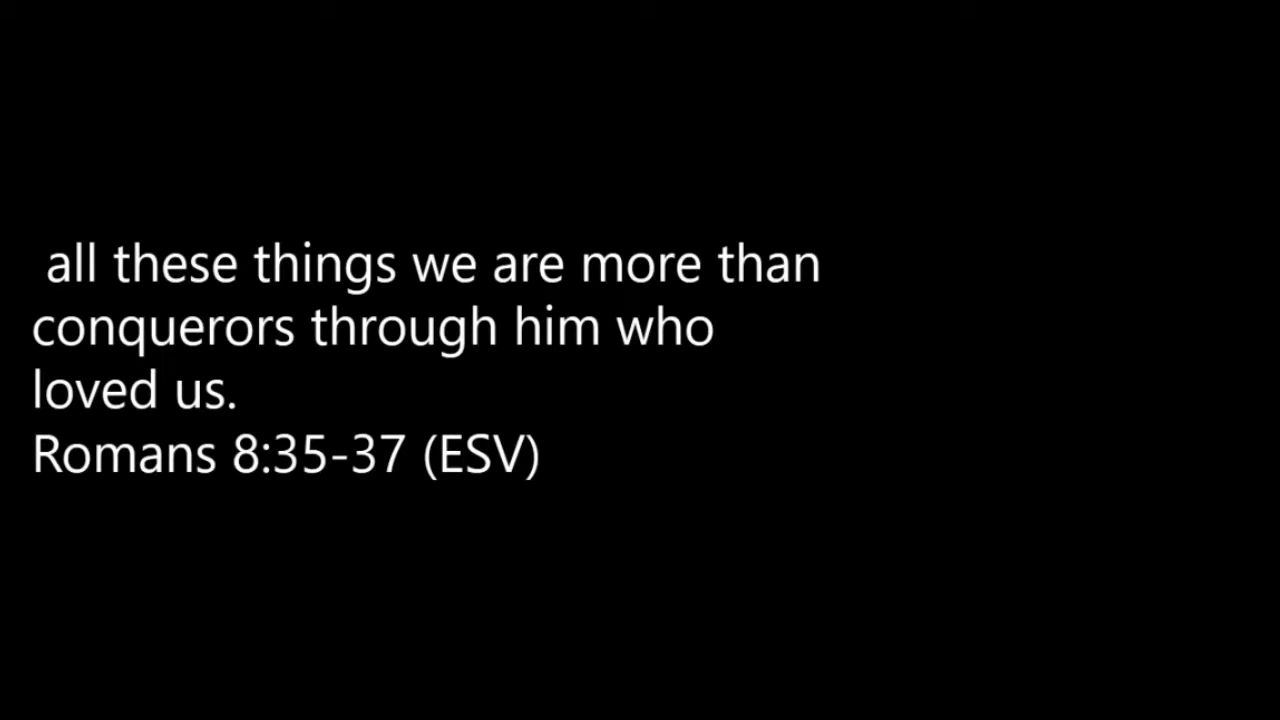 all these things we are more than
conquerors through him who
loved us.
Romans 8:35-37 (ESV)